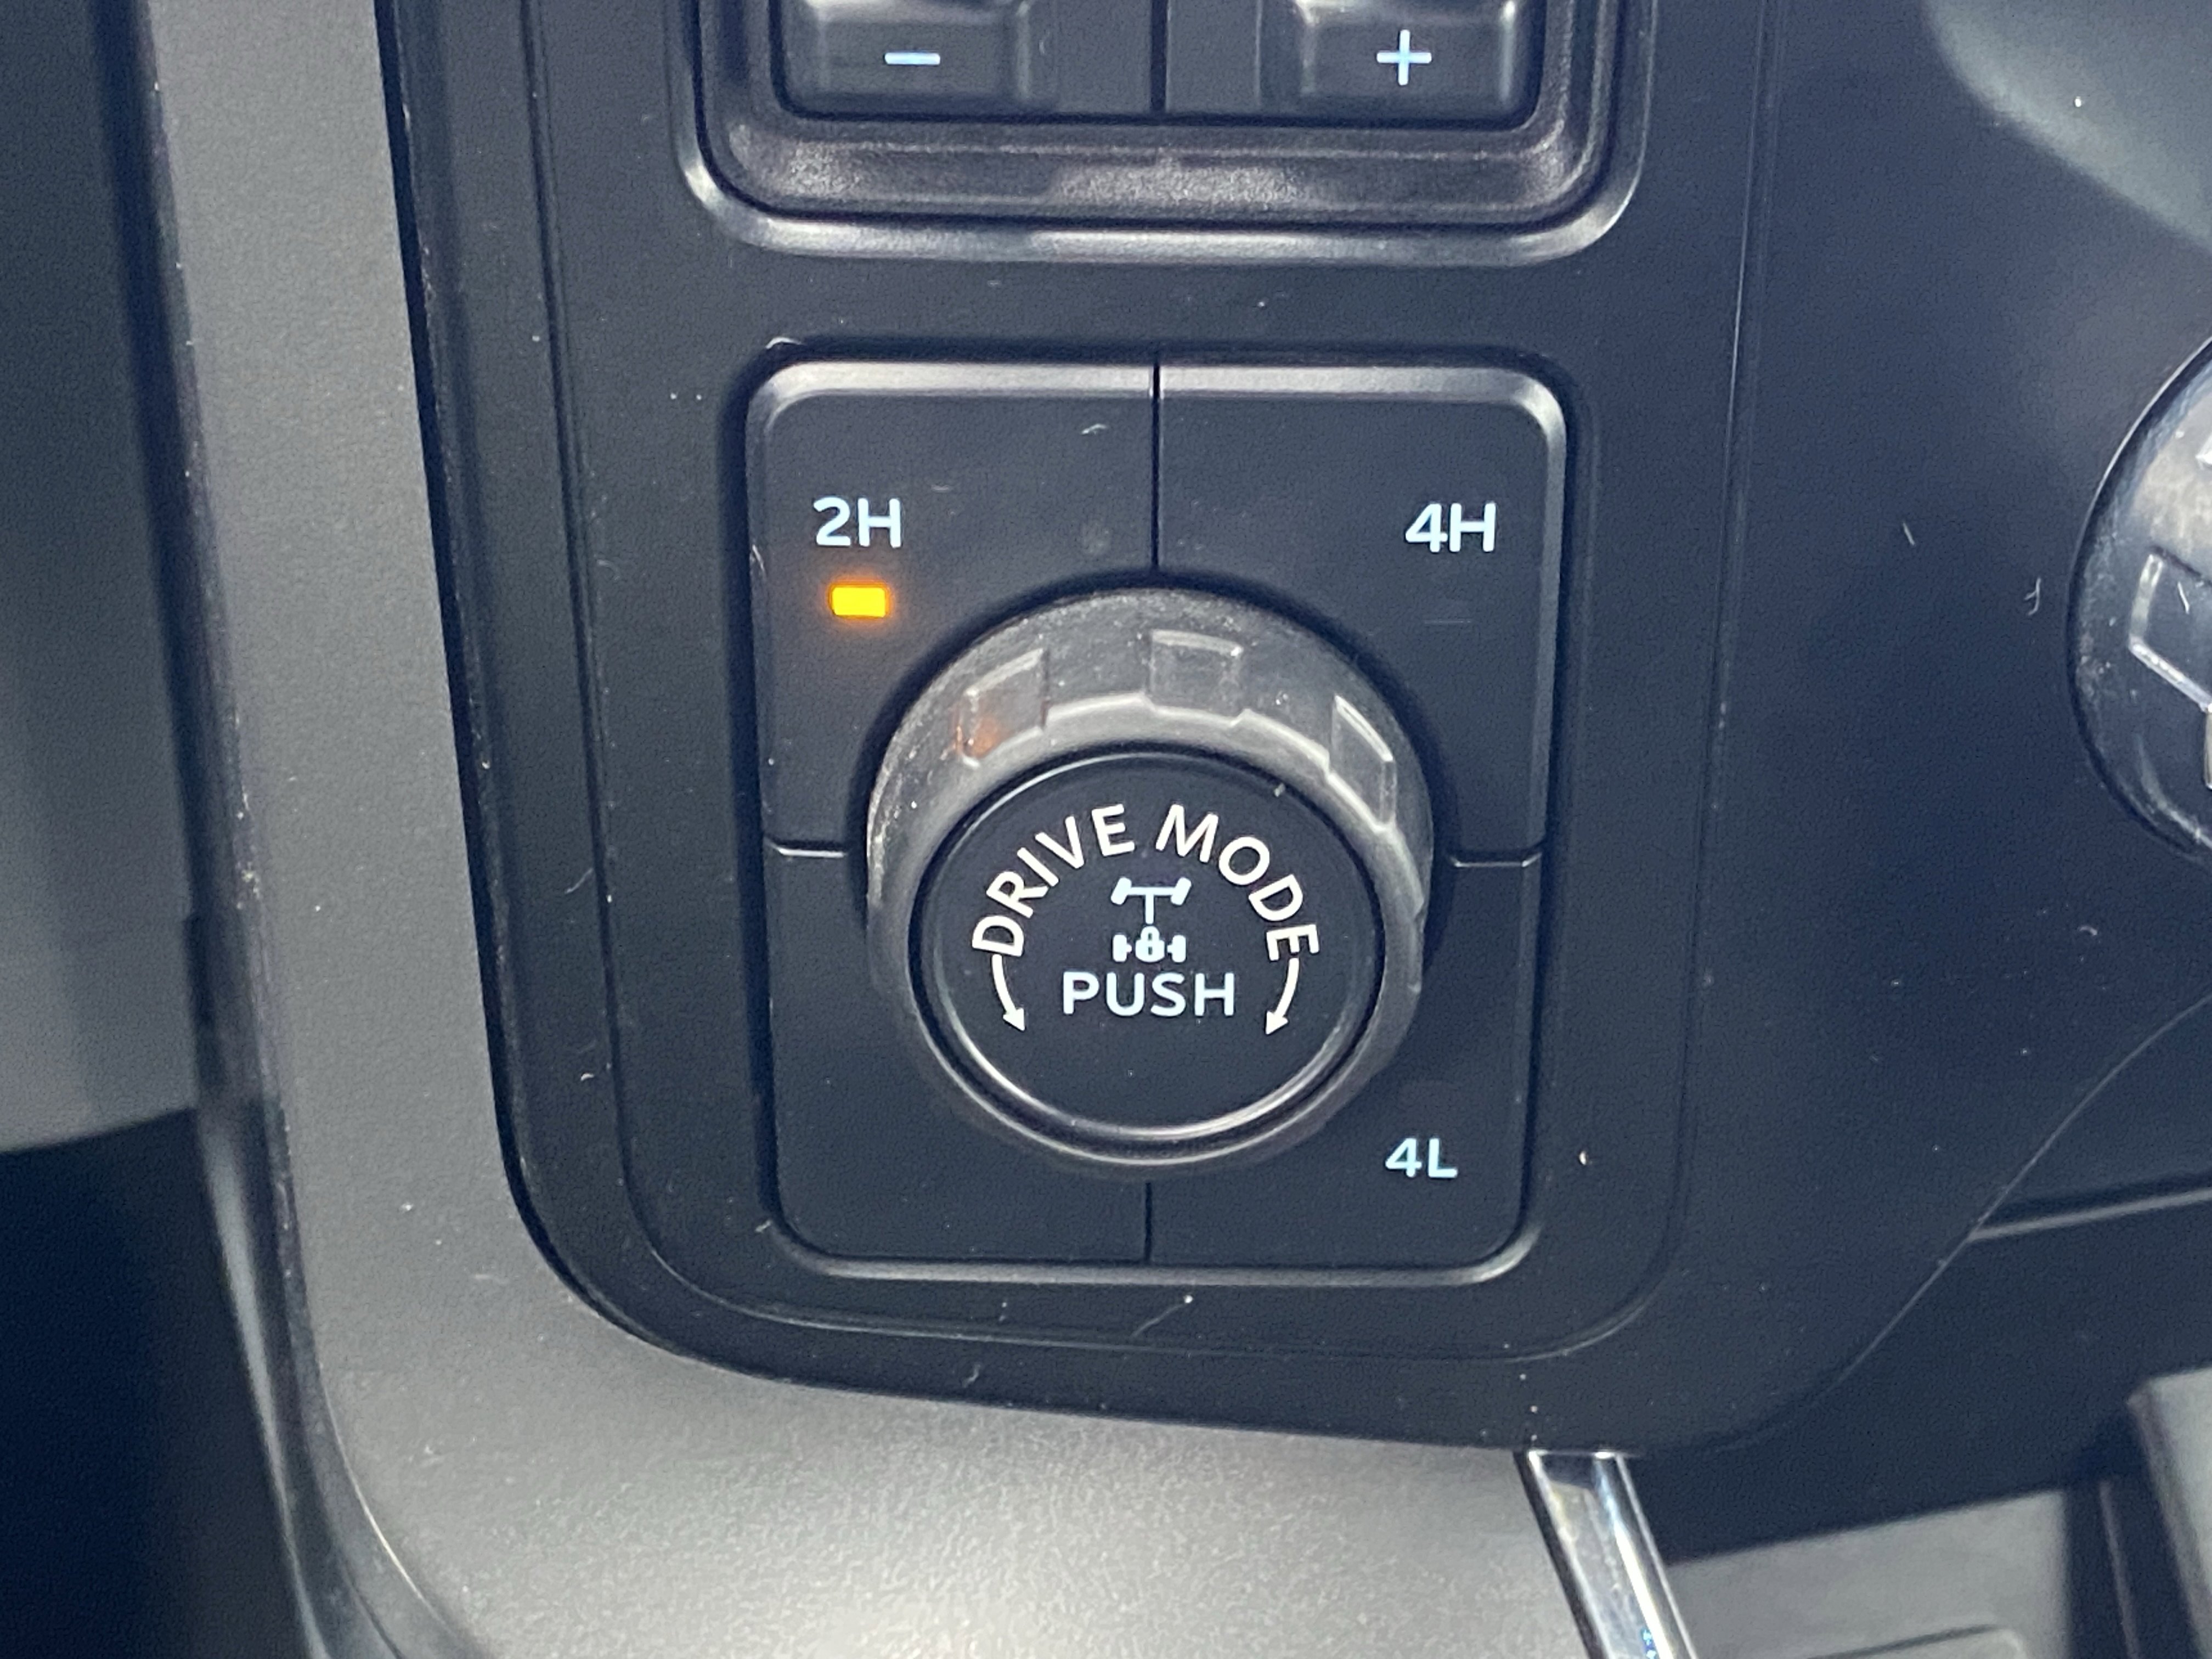 - +
2H 4H
DRIVE MODE
PUSH
4L